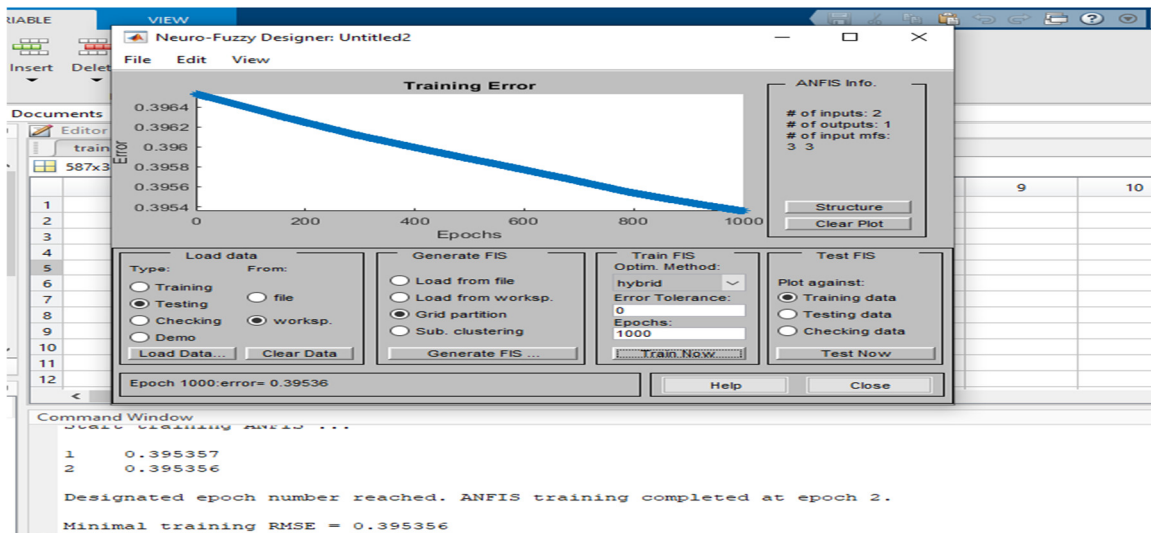 RIABLE VIEW
Neuro-Fuzzy Designer: Untitled2
File Edit View
Insert Delet
Training Error
ANFIS Info.
# of inputs: 2
# of outputs: 1
# of input mfs:
3 3
Structure
Clear Plot
Error
0.3964
0.3962
0.396
0.3958
0.3956
0.3954
0 200 400 600 800 1000
Epochs
Documents
Editor
train
587x3
9 10
1
2
3
4
5
6
7
8
9
10
11
12
Load data
Type: From:
Training
Testing
Checking
Demo
file
worksp.
Load Data... Clear Data
Generate FIS
Load from file
Load from worksp.
Grid partition
Sub. clustering
Generate FIS ...
Train FIS
Optim. Method:
hybrid
Error Tolerance:
0
Epochs:
1000
Train Now
Test FIS
Plot against:
Training data
Testing data
Checking data
Test Now
Epoch 1000:error= 0.39536
Help Close
Command Window
Start training ANFIS ...
1 0.395357
2 0.395356
Designated epoch number reached. ANFIS training completed at epoch 2.
Minimal training RMSE = 0.395356